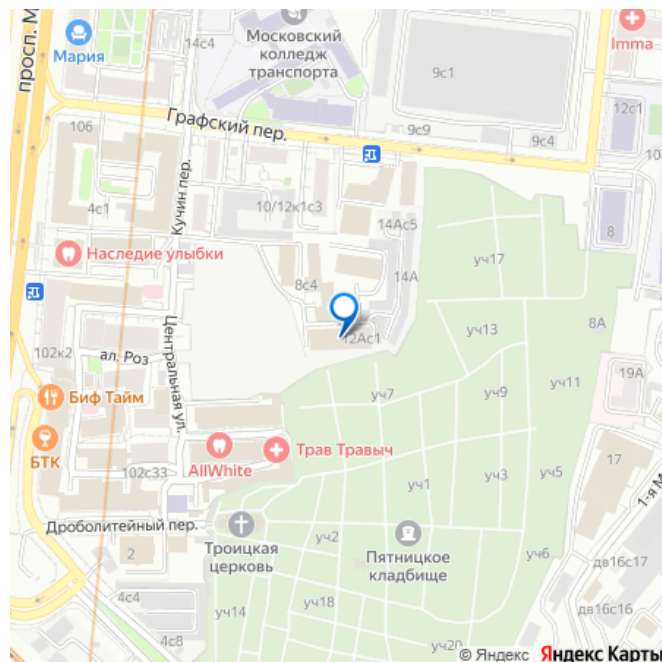 просп. М
Мария
14с4
Московский
колледж
транспорта
9с1
Imma
12с1
106
Графский пер.
9с9
9с4
10
Кучин пер.
4с1
10/12к1с3
14Ас5
8
Наследие улыбки
8с4
14А
уч17
102к2
ал. Роз
Центральная ул.
12Ас1
уч13
8А
19А
уч7
уч9
уч11
Биф Тайм
БТК
AllWhite
Трав Травыч
102с33
уч1
уч3
уч5
17
1-я М
Дроболитейный пер.
2
Троицкая
церковь
уч2
Пятницкое
кладбище
уч6
дв16с17
дв16с16
4с4
4с8
уч14
уч18
уч20
© Яндекс Яндекс Карты